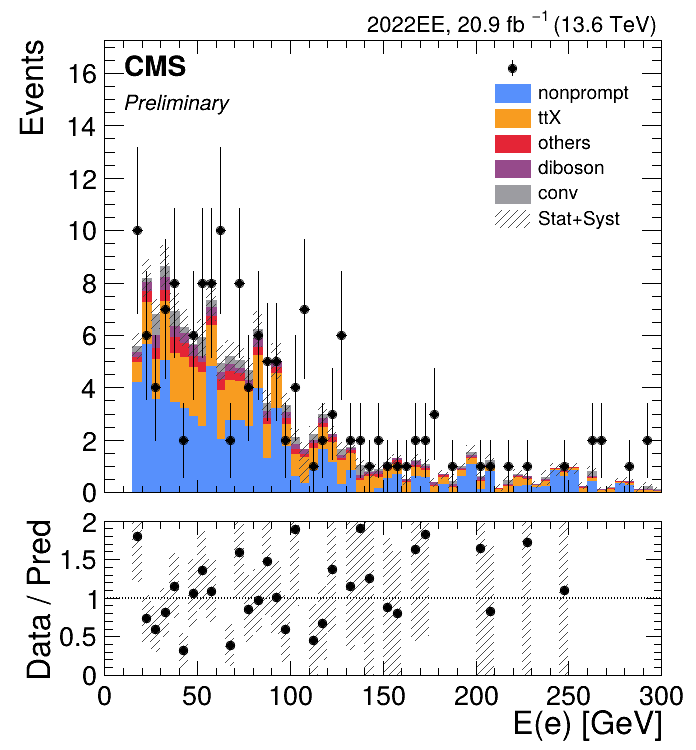 2022EE, 20.9 fb⁻¹ (13.6 TeV)
CMS
Preliminary
Events
16
14
12
10
8
6
4
2
0
nonprompt
ttX
others
diboson
conv
Stat+Syst
Data / Pred
2
1.5
1
0.5
0
0 50 100 150 200 250 300
E(e) [GeV]